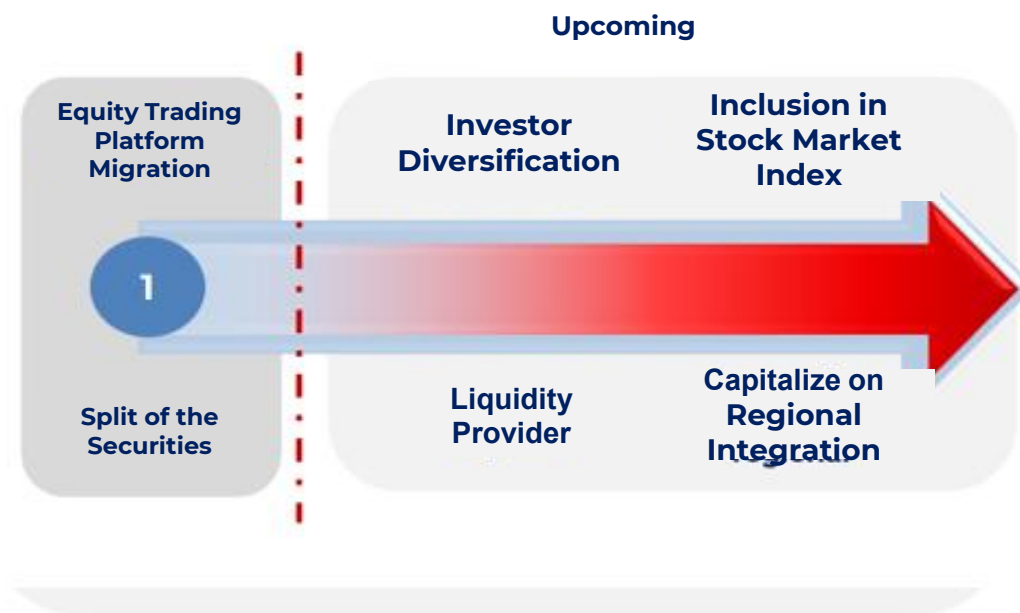 Upcoming
Equity Trading
Platform
Migration
Investor
Diversification
Inclusion in
Stock Market
Index
1
Split of the
Securities
Liquidity
Provider
Capitalize on
Regional
Integration